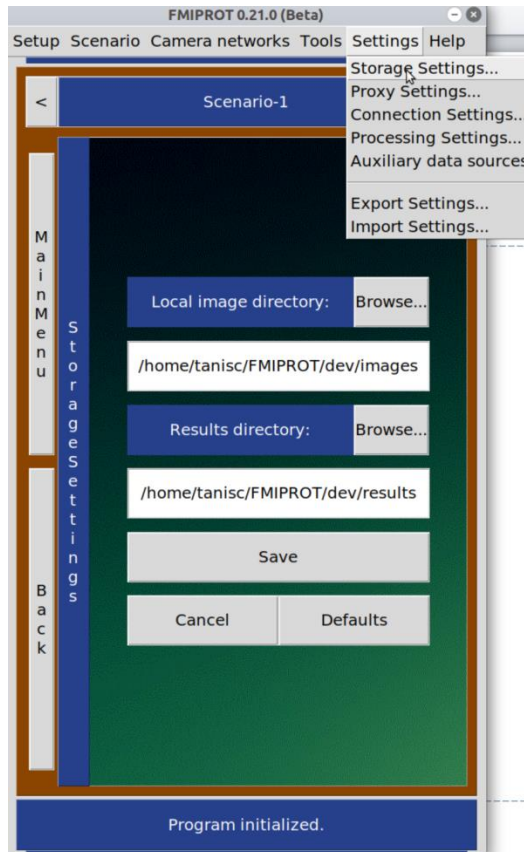 FMIPROT 0.21.0 (Beta)
Setup Scenario Camera networks Tools Settings Help
Storage Settings...
Proxy Settings...
Connection Settings..
Processing Settings...
Auxiliary data sources
Export Settings...
Import Settings...
< Scenario-1
MainMenu
Back
StorageSettings
Local image directory: Browse...
/home/tanisc/FMIPROT/dev/images
Results directory: Browse...
/home/tanisc/FMIPROT/dev/results
Save
Cancel Defaults
Program initialized.